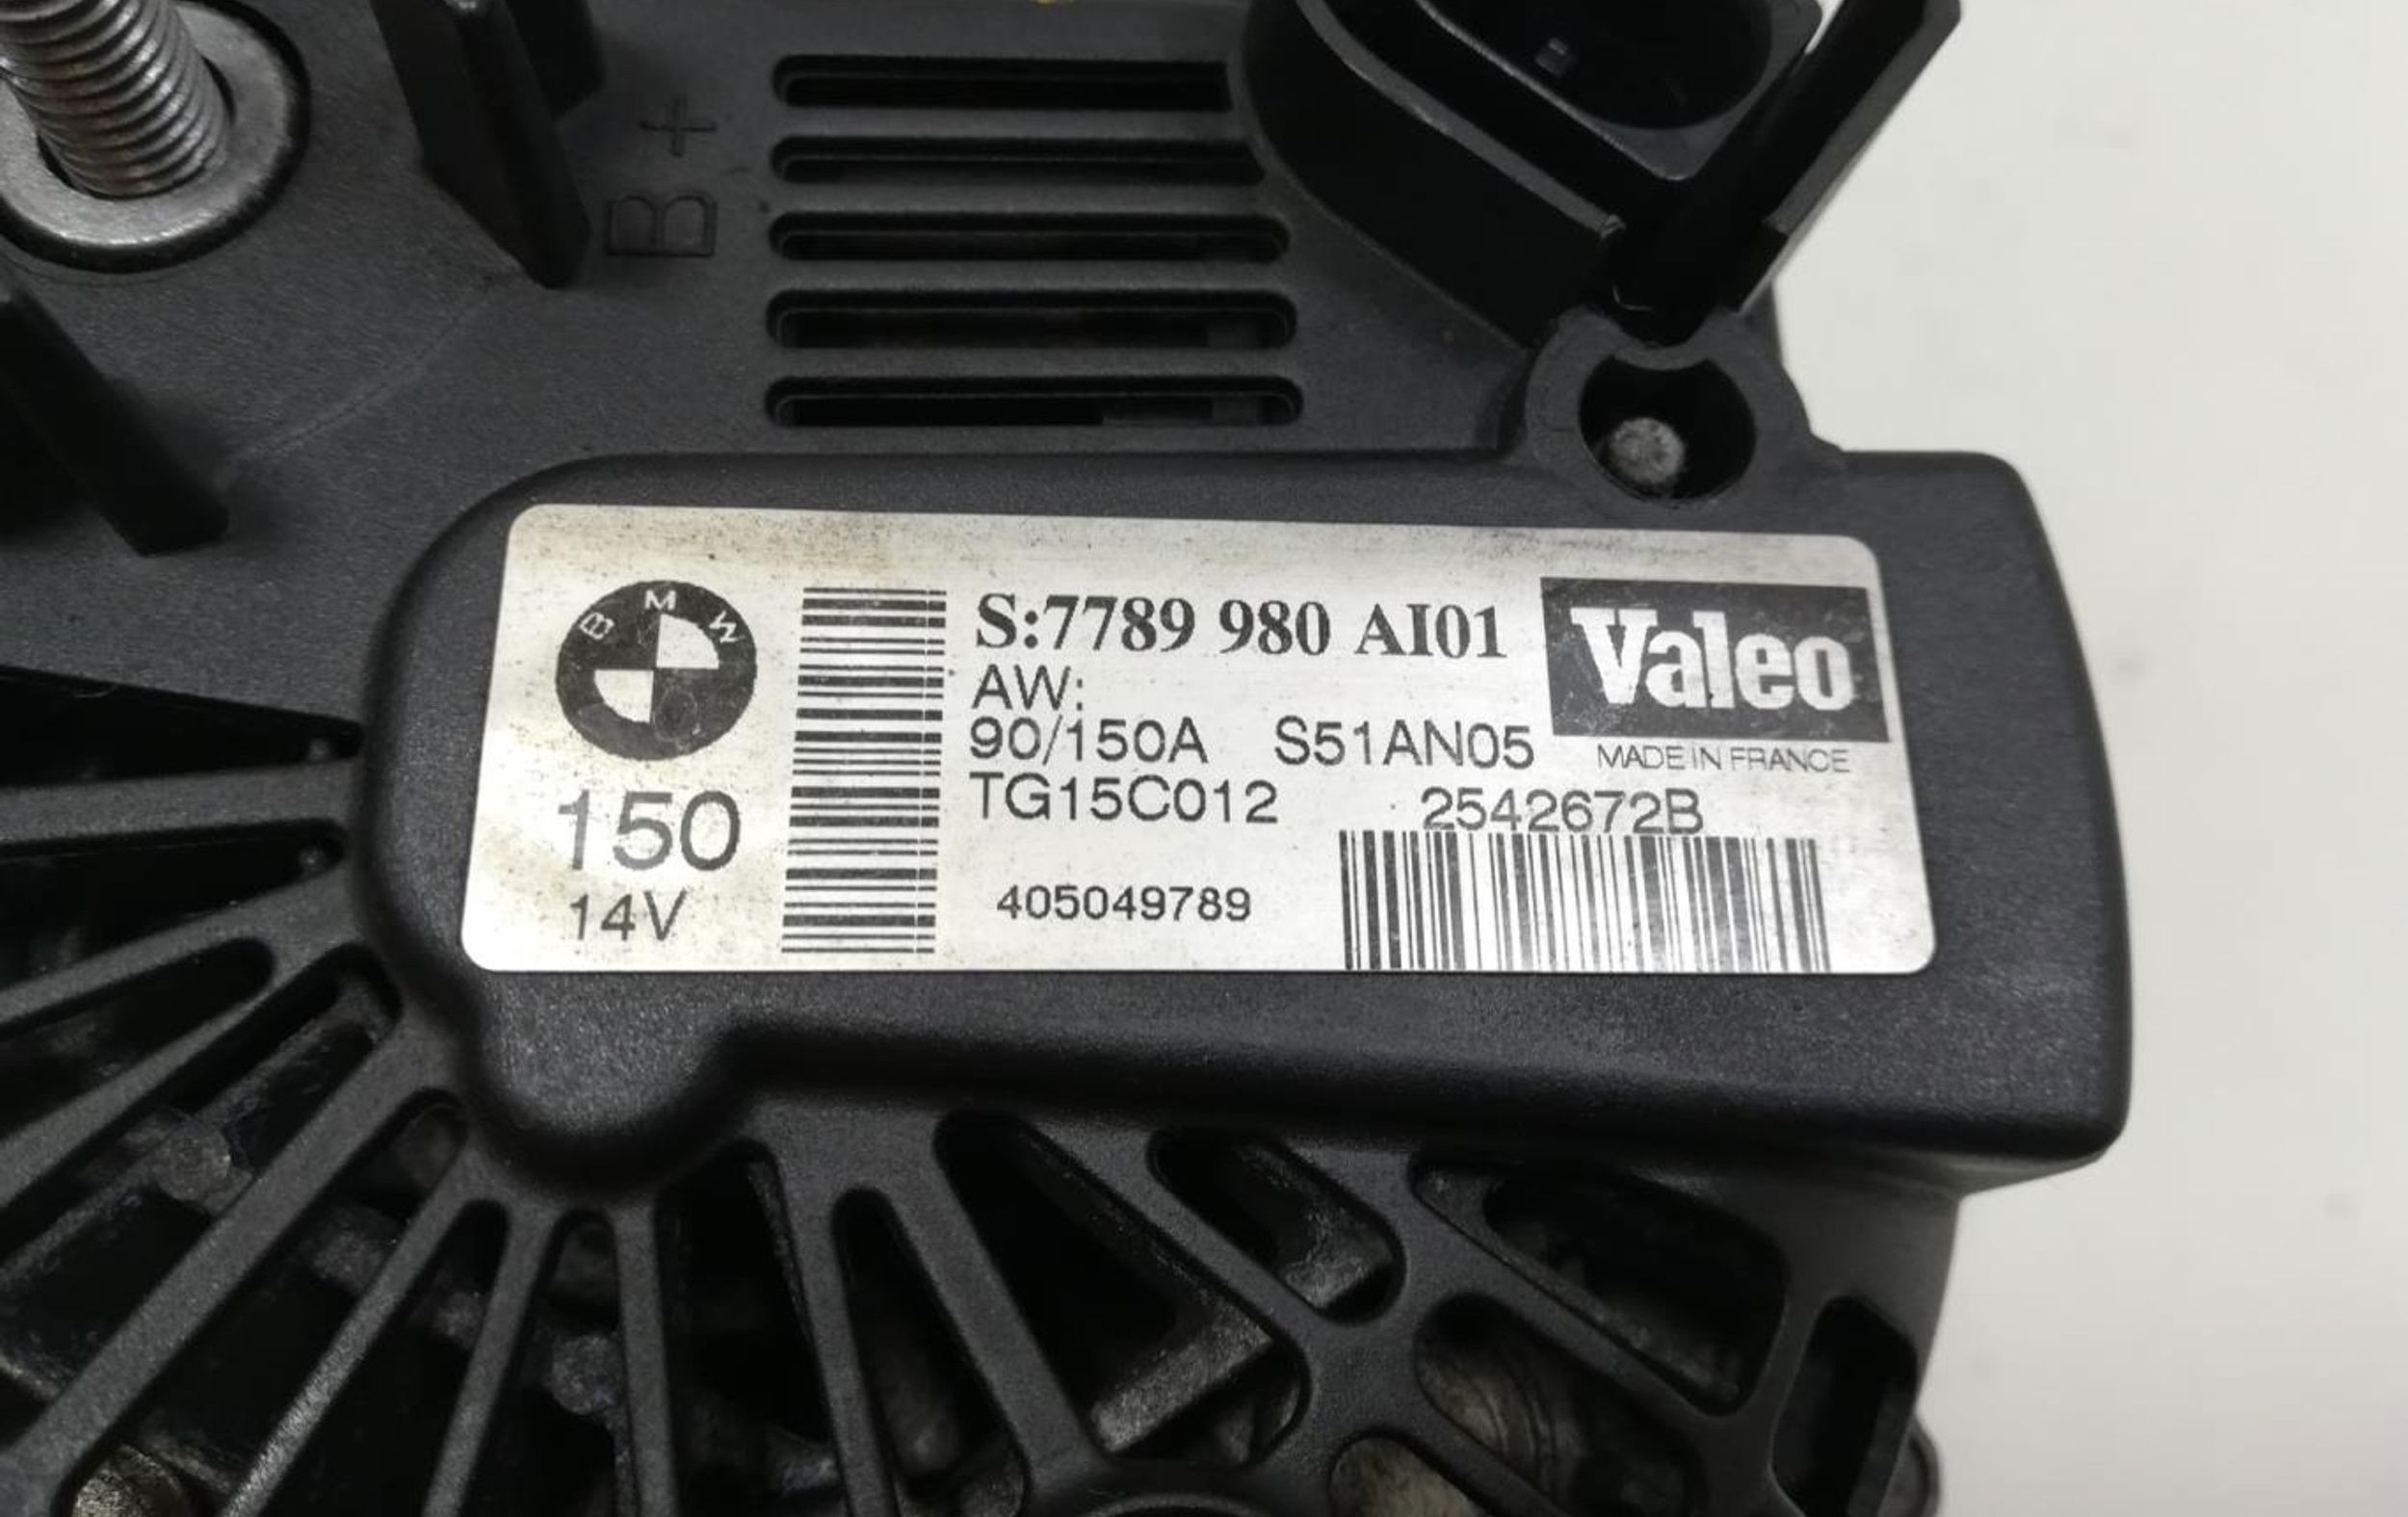 B+
BMW
150
14V
S:7789 980 AI01
AW:
90/150A S51AN05
TG15C012 2542672B
405049789
Valeo
MADE IN FRANCE